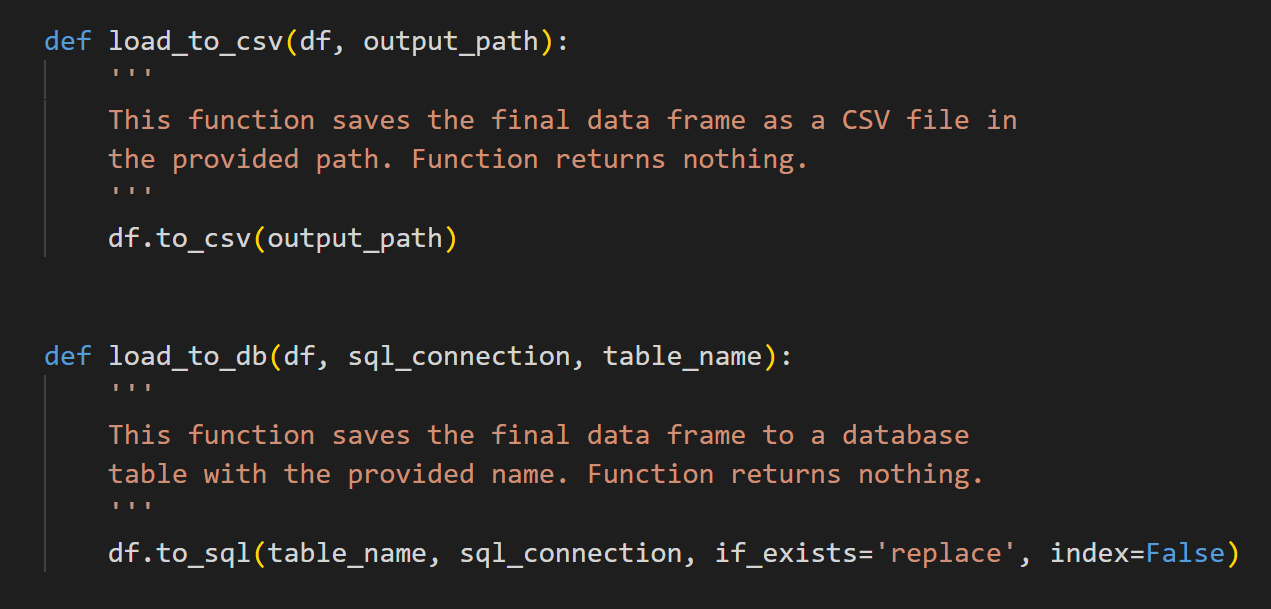 def load_to_csv(df, output_path):
    '''
    This function saves the final data frame as a CSV file in
    the provided path. Function returns nothing.
    '''
    df.to_csv(output_path)
def load_to_db(df, sql_connection, table_name):
    '''
    This function saves the final data frame to a database
    table with the provided name. Function returns nothing.
    '''
    df.to_sql(table_name, sql_connection, if_exists='replace', index=False)